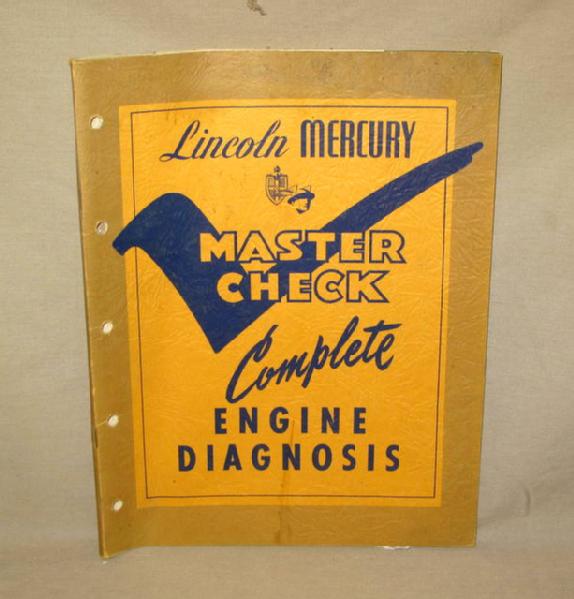 Lincoln MERCURY
MASTER
CHECK
Complete
ENGINE
DIAGNOSIS